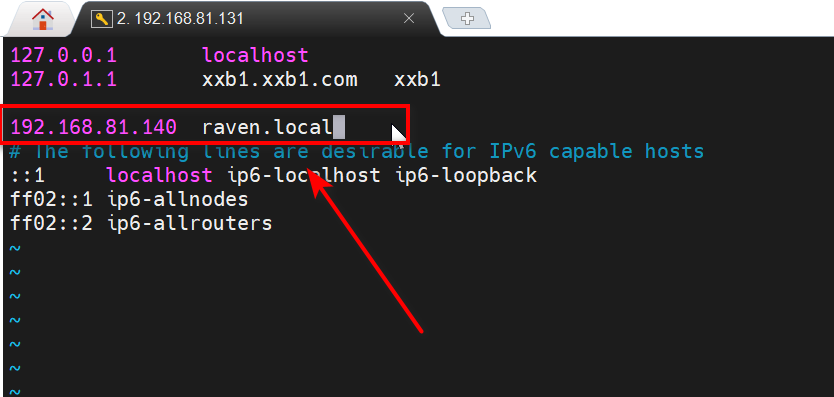 2. 192.168.81.131
127.0.0.1 localhost
127.0.1.1 xxb1.xxb1.com xxb1
192.168.81.140 raven.local
# The following lines are desirable for IPv6 capable hosts
::1 localhost ip6-localhost ip6-loopback
ff02::1 ip6-allnodes
ff02::2 ip6-allrouters
~
~
~
~
~
~
~